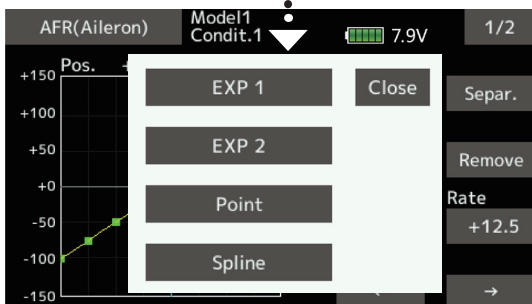 AFR(Aileron)
Model1
Condit.1
7.9V
1/2
Pos.
+150
+100
+50
+0
-50
-100
-150
EXP 1
Close
EXP 2
Point
Spline
Separ.
Remove
Rate
+12.5
→